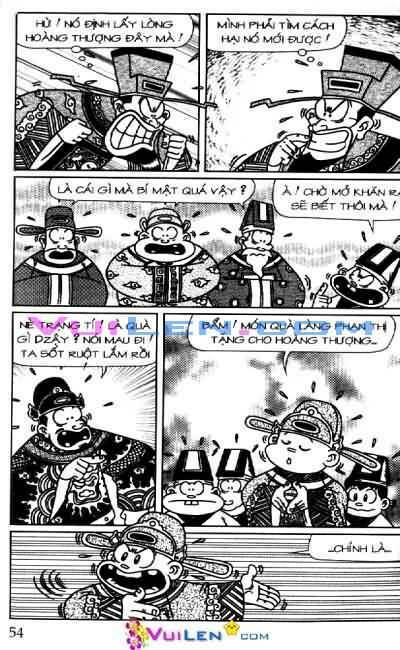 HỪ! NÓ ĐỊNH LẤY LÒNG
HOÀNG THƯỢNG ĐÂY MÀ!
MÌNH PHẢI TÌM CÁCH
HẠI NÓ MỚI ĐƯỢC!
LÀ CÁI GÌ MÀ BÍ MẬT QUÁ VẬY?
À! CHỜ MỞ KHĂN RA
SẼ BIẾT THÔI MÀ!
NÈ TRẠNG TÍ! LÀ QUÀ
GÌ DZẬY? NÓI MAU ĐI!
TA SỐT RUỘT LẮM RỒI
BẨM! MÓN QUÀ LÀNG PHAN THỊ
TẶNG CHO HOÀNG THƯỢNG...
VUILEN.COM
...CHÍNH LÀ...
54
VUILEN.COM